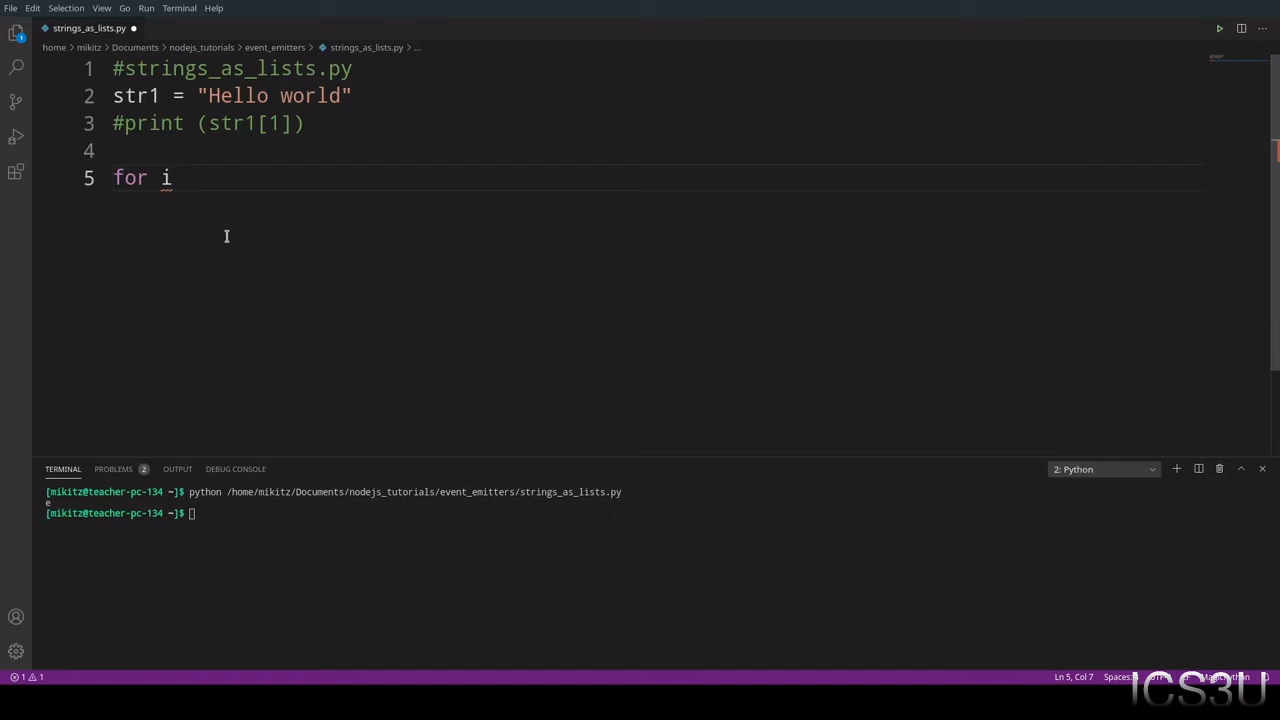 File Edit Selection View Go Run Terminal Help
strings_as_lists.py
home > mikitz > Documents > nodejs_tutorials > event_emitters > strings_as_lists.py > ...
1 #strings_as_lists.py
2 str1 = "Hello world"
3 #print (str1[1])
4
5 for i
TERMINAL PROBLEMS 2 OUTPUT DEBUG CONSOLE 2: Python
[mikitz@teacher-pc-134 ~]$ python /home/mikitz/Documents/nodejs_tutorials/event_emitters/strings_as_lists.py
e
[mikitz@teacher-pc-134 ~]$
1 1 Ln 5, Col 7 Spaces:
ICS3U